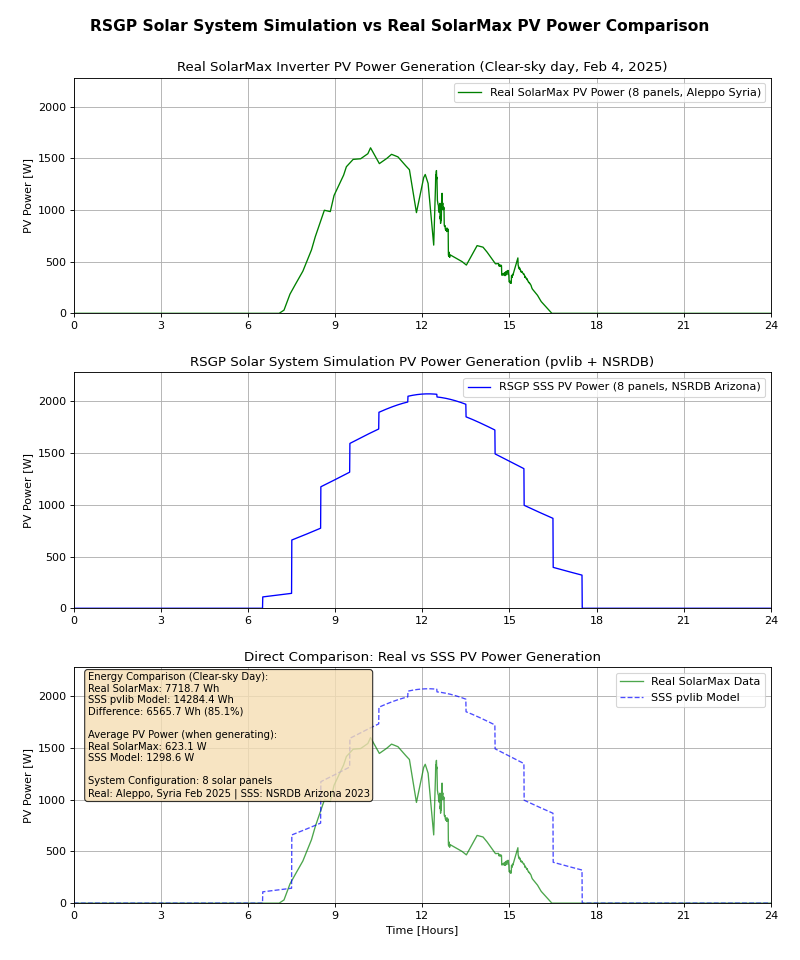 RSGP Solar System Simulation vs Real SolarMax PV Power Comparison
Real SolarMax Inverter PV Power Generation (Clear-sky day, Feb 4, 2025)
PV Power [W]
2000
1500
1000
500
0
Real SolarMax PV Power (8 panels, Aleppo Syria)
0 3 6 9 12 15 18 21 24
RSGP Solar System Simulation PV Power Generation (pvlib + NSRDB)
PV Power [W]
2000
1500
1000
500
0
RSGP SSS PV Power (8 panels, NSRDB Arizona)
0 3 6 9 12 15 18 21 24
Direct Comparison: Real vs SSS PV Power Generation
PV Power [W]
2000
1500
1000
500
0
Energy Comparison (Clear-sky Day):
Real SolarMax: 7718.7 Wh
SSS pvlib Model: 14284.4 Wh
Difference: 6565.7 Wh (85.1%)
Average PV Power (when generating):
Real SolarMax: 623.1 W
SSS Model: 1298.6 W
System Configuration: 8 solar panels
Real: Aleppo, Syria Feb 2025 | SSS: NSRDB Arizona 2023
Real SolarMax Data
SSS pvlib Model
0 3 6 9 12 15 18 21 24
Time [Hours]